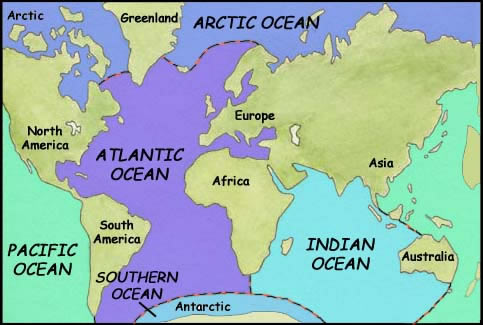 Arctic
Greenland
ARCTIC OCEAN
North
America
Europe
ATLANTIC
OCEAN
Asia
Africa
South
America
PACIFIC
OCEAN
INDIAN
OCEAN
Australia
SOUTHERN
OCEAN
Antarctic